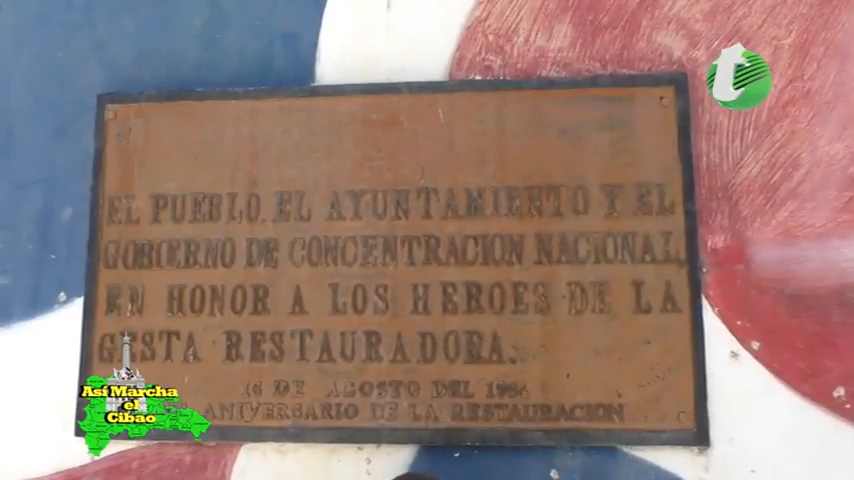 EL PUEBLO, EL AYUNTAMIENTO Y EL
GOBIERNO DE CONCENTRACION NACIONAL
EN HONOR A LOS HEROES DE LA
GESTA RESTAURADORA.
16 DE AGOSTO DEL
ANIVERSARIO DE LA RESTAURACION
Así Marcha
el
Cibao
t